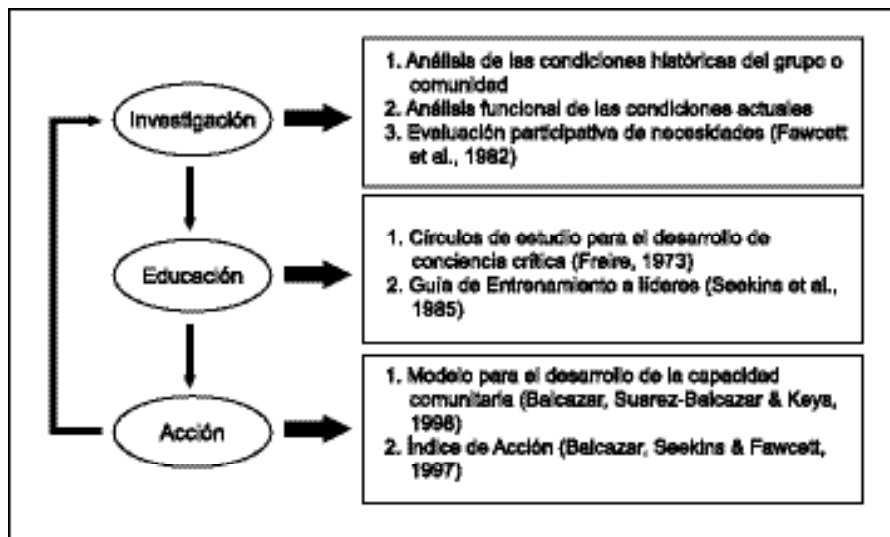 Investigación
1. Análisis de las condiciones históricas del grupo o
comunidad
2. Análisis funcional de las condiciones actuales
3. Evaluación participativa de necesidades (Fawcett
et al., 1982)
Educación
1. Círculos de estudio para el desarrollo de
conciencia crítica (Freire, 1973)
2. Guía de Entrenamiento a líderes (Seekins et al.,
1985)
Acción
1. Modelo para el desarrollo de la capacidad
comunitaria (Balcazar, Suarez-Balcazar & Keys,
1998)
2. Índice de Acción (Balcazar, Seekins & Fawcett,
1997)